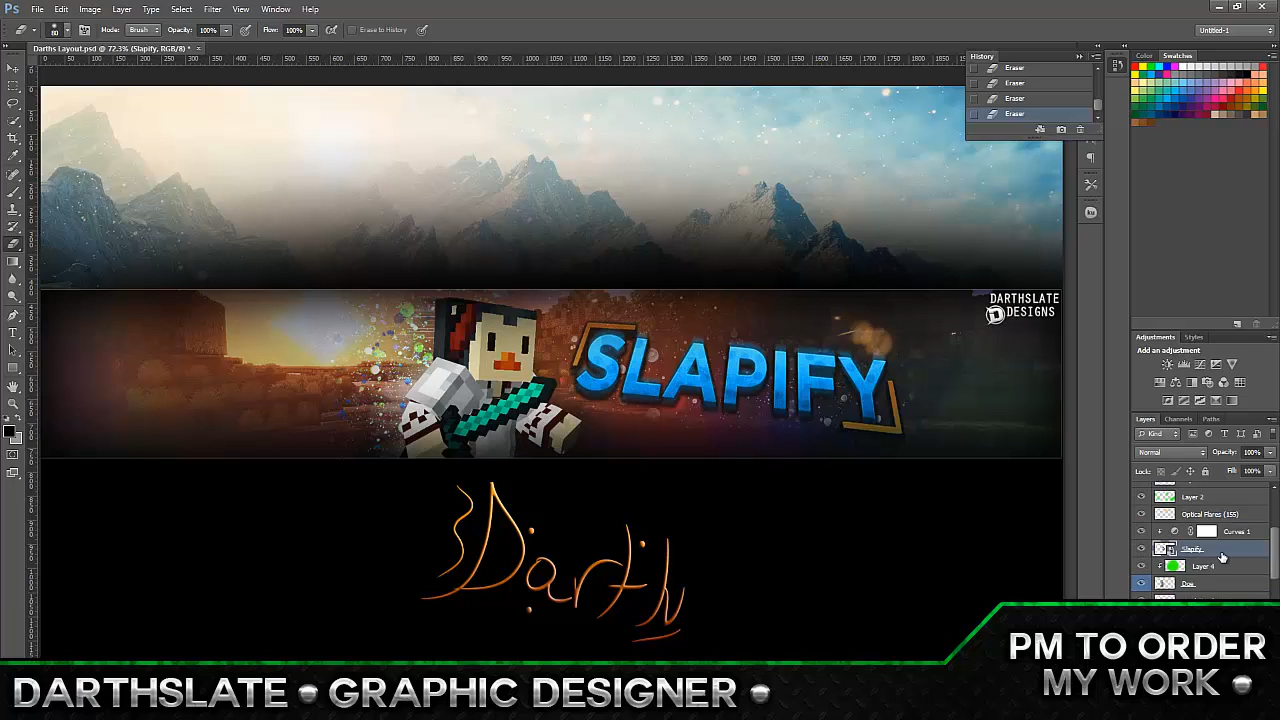 Ps File Edit Image Layer Type Select Filter View Window Help
80 Mode: Brush Opacity: 100% Flow: 100% Erase to History Untitled-1
Darths Layout.psd @ 72.3% (Slapify, RGB/8) *
History
Eraser
Eraser
Eraser
Eraser
Color Swatches
DARTHSLATE
DESIGNS
SLAPIFY
Darth
Adjustments Styles
Add an adjustment
Layers Channels Paths
Kind
Normal Opacity: 100%
Lock: Fill: 100%
Layer 2
Optical Flares (155)
Curves 1
Slapify
Layer 4
PM TO ORDER
MY WORK
DARTHSLATE GRAPHIC DESIGNER